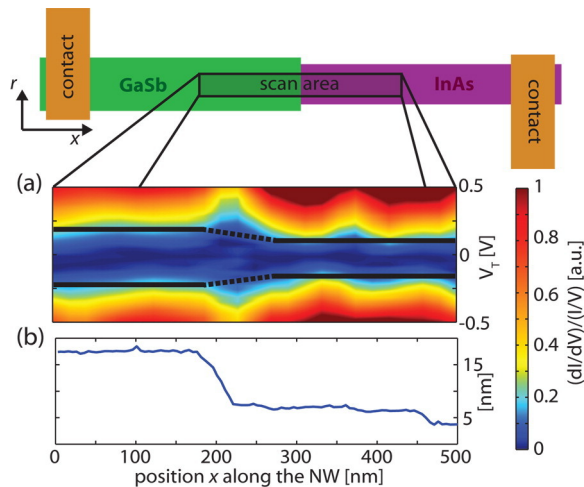 contact
GaSb
scan area
InAs
contact
r
x
(a)
0.5
0
-0.5
V_T [V]
1
0.8
0.6
0.4
0.2
0
(dI/dV)/(I/V) [a.u.]
(b)
15
5
[nm]
0 100 200 300 400 500
position x along the NW [nm]